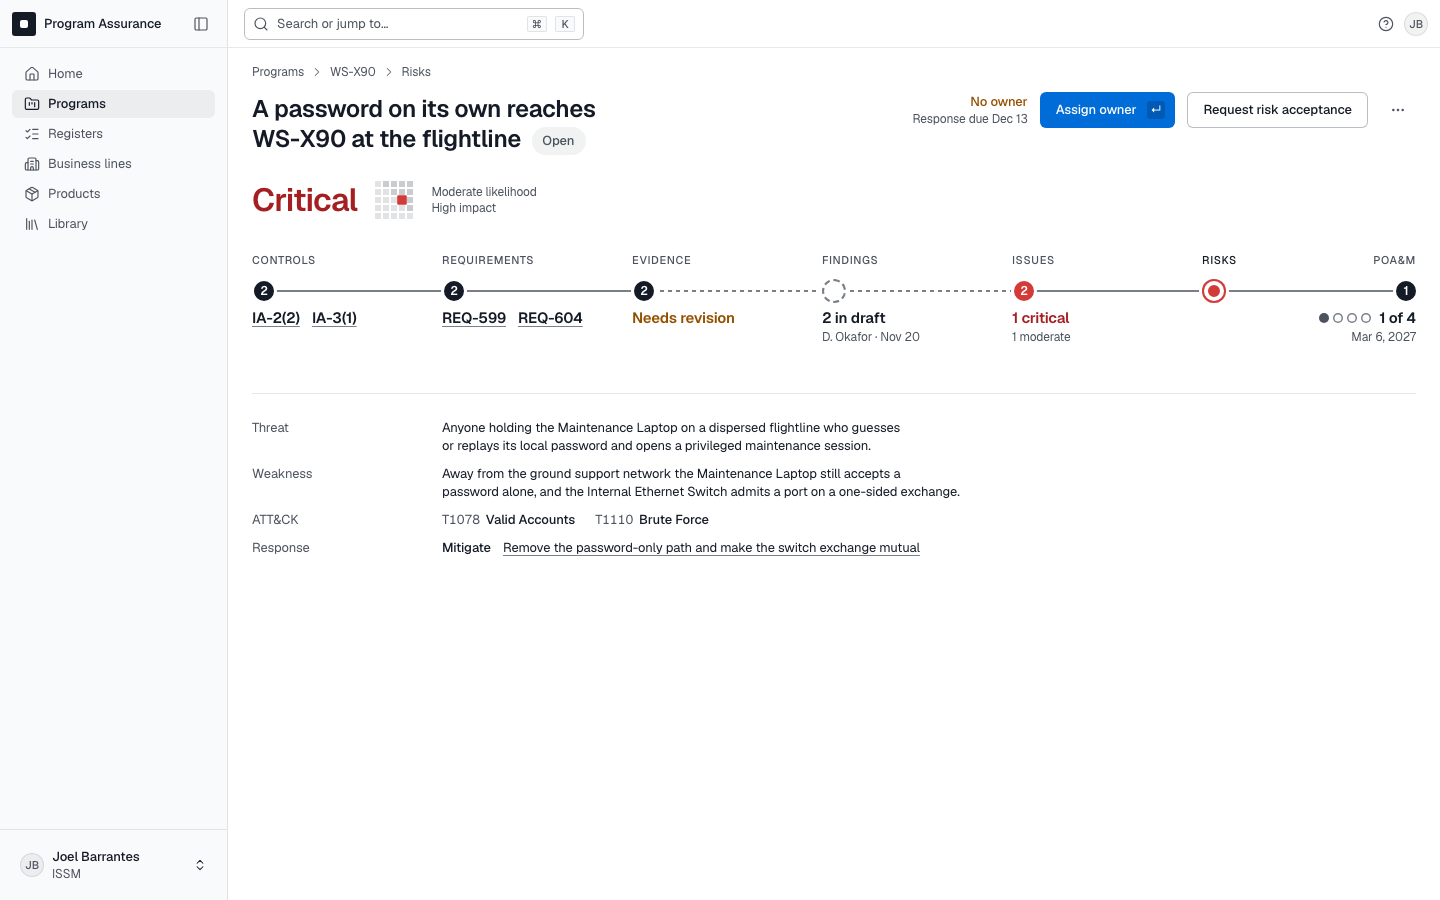 Program Assurance
Search or jump to...
⌘ K
JB
Home
Programs
Registers
Business lines
Products
Library
Programs > WS-X90 > Risks
A password on its own reaches
WS-X90 at the flightline
Open
No owner
Response due Dec 13
Assign owner ↵
Request risk acceptance
Critical
Moderate likelihood
High impact
CONTROLS REQUIREMENTS EVIDENCE FINDINGS ISSUES RISKS POA&M
2 2 2 2 1
IA-2(2) IA-3(1) REQ-599 REQ-604 Needs revision 2 in draft 1 critical 1 of 4
D. Okafor · Nov 20 1 moderate Mar 6, 2027
Threat
Anyone holding the Maintenance Laptop on a dispersed flightline who guesses
or replays its local password and opens a privileged maintenance session.
Weakness
Away from the ground support network the Maintenance Laptop still accepts a
password alone, and the Internal Ethernet Switch admits a port on a one-sided exchange.
ATT&CK
T1078 Valid Accounts T1110 Brute Force
Response
Mitigate Remove the password-only path and make the switch exchange mutual
JB
Joel Barrantes
ISSM